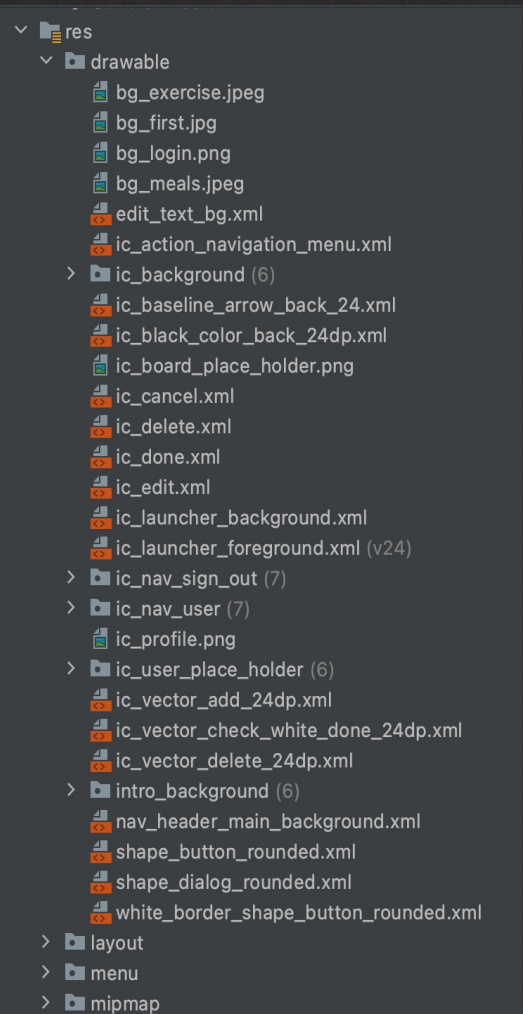 res
drawable
bg_exercise.jpeg
bg_first.jpg
bg_login.png
bg_meals.jpeg
edit_text_bg.xml
ic_action_navigation_menu.xml
ic_background (6)
ic_baseline_arrow_back_24.xml
ic_black_color_back_24dp.xml
ic_board_place_holder.png
ic_cancel.xml
ic_delete.xml
ic_done.xml
ic_edit.xml
ic_launcher_background.xml
ic_launcher_foreground.xml (v24)
ic_nav_sign_out (7)
ic_nav_user (7)
ic_profile.png
ic_user_place_holder (6)
ic_vector_add_24dp.xml
ic_vector_check_white_done_24dp.xml
ic_vector_delete_24dp.xml
intro_background (6)
nav_header_main_background.xml
shape_button_rounded.xml
shape_dialog_rounded.xml
white_border_shape_button_rounded.xml
layout
menu
mipmap